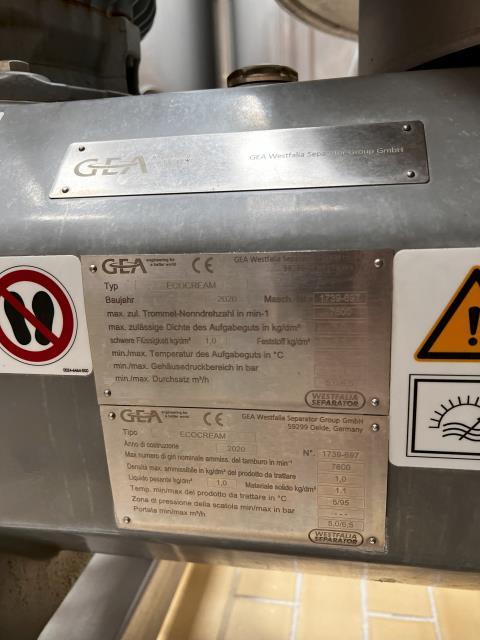 GEA
GEA Westfalia Separator Group GmbH
GEA engineering for a better world CE GEA Westfalia Separator
Typ ECOCREAM
Baujahr 2020 Masch.-Nr. 1739-697
max. zul. Trommel-Nenndrehzahl in min-1 7800
max. zulässige Dichte des Aufgabeguts in kg/dm³
schwere Flüssigkeit kg/dm³ 1,0 Feststoff kg/dm³
min./max. Temperatur des Aufgabeguts in °C
min./max. Gehäusedruckbereich in bar
min./max. Durchsatz m³/h 5,0/6,5
WESTFALIA
SEPARATOR
GEA engineering for a better world CE GEA Westfalia Separator Group GmbH
59299 Oelde, Germany
Tipo ECOCREAM
Anno di costruzione 2020 N°. 1739-697
Max numero di giri nominale ammiss. del tamburo in min-¹ 7800
Densità max. ammissibile in kg/dm³ del prodotto da trattare 1,0
Liquido pesante kg/dm³ 1,0 Materiale solido kg/dm³ 1,1
Temp. min/max del prodotto da trattare in °C 5/95
Zona di pressione della scatola min/max in bar - - -
Portata min/max m³/h 5,0/6,5
WESTFALIA
SEPARATOR